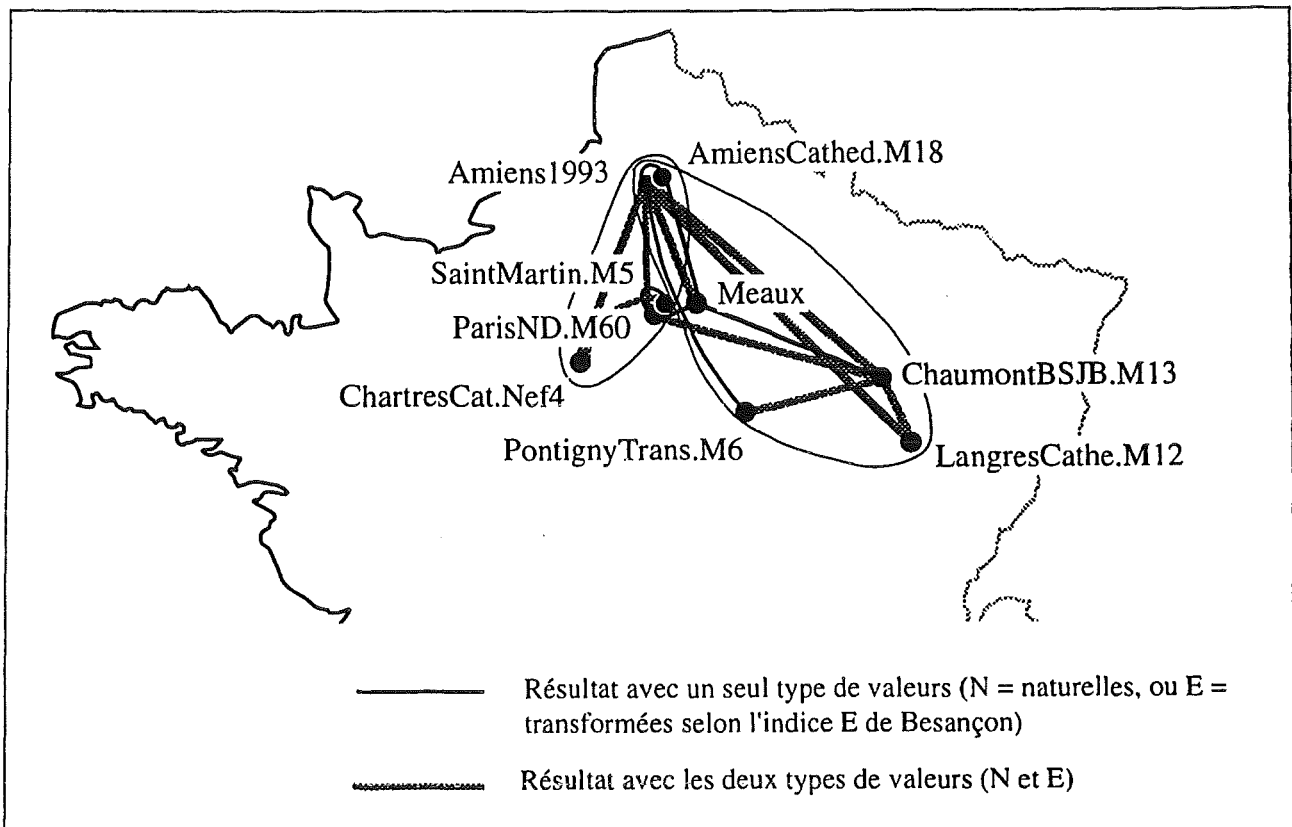 AmiensCathed.M18
Amiens1993
SaintMartin.M5
Meaux
ParisND.M60
ChaumontBSJB.M13
ChartresCat.Nef4
PontignyTrans.M6
LangresCathe.M12
Résultat avec un seul type de valeurs (N = naturelles, ou E =
transformées selon l'indice E de Besançon)
Résultat avec les deux types de valeurs (N et E)